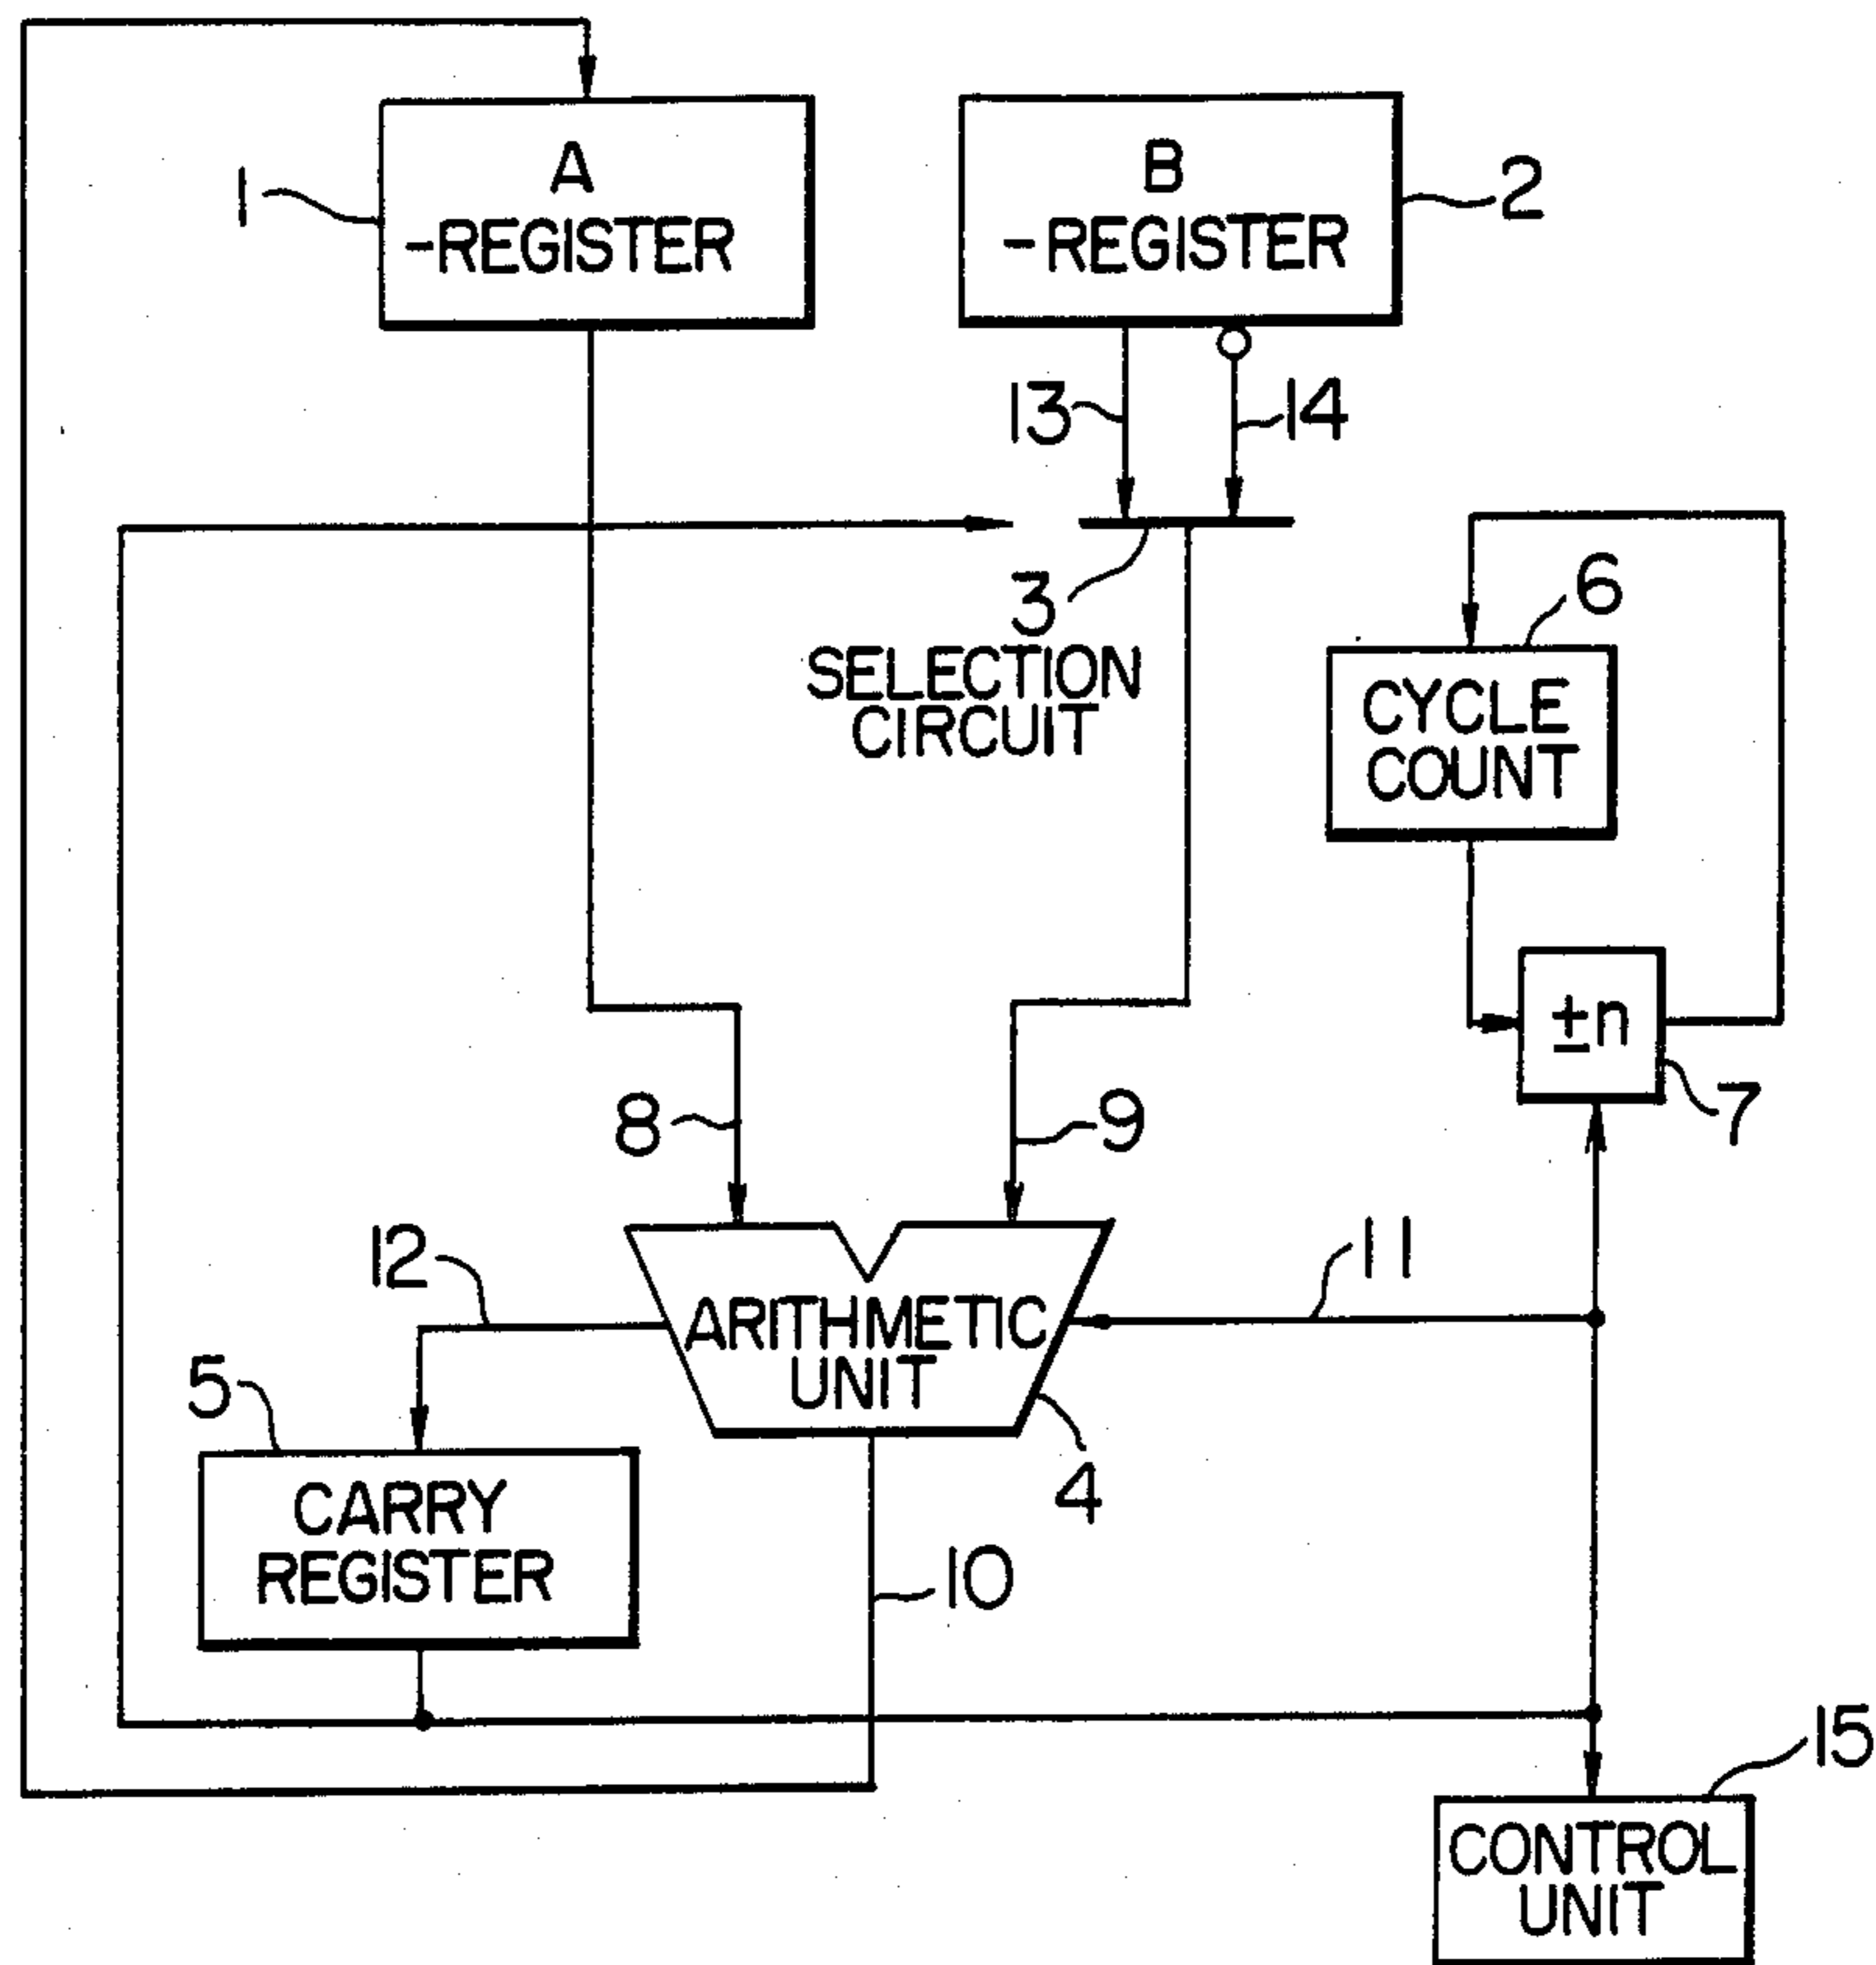 A
-REGISTER
1
B
-REGISTER
2
13
14
3
SELECTION
CIRCUIT
6
CYCLE
COUNT
±n
7
8
9
12
11
ARITHMETIC
UNIT
4
5
CARRY
REGISTER
10
15
CONTROL
UNIT